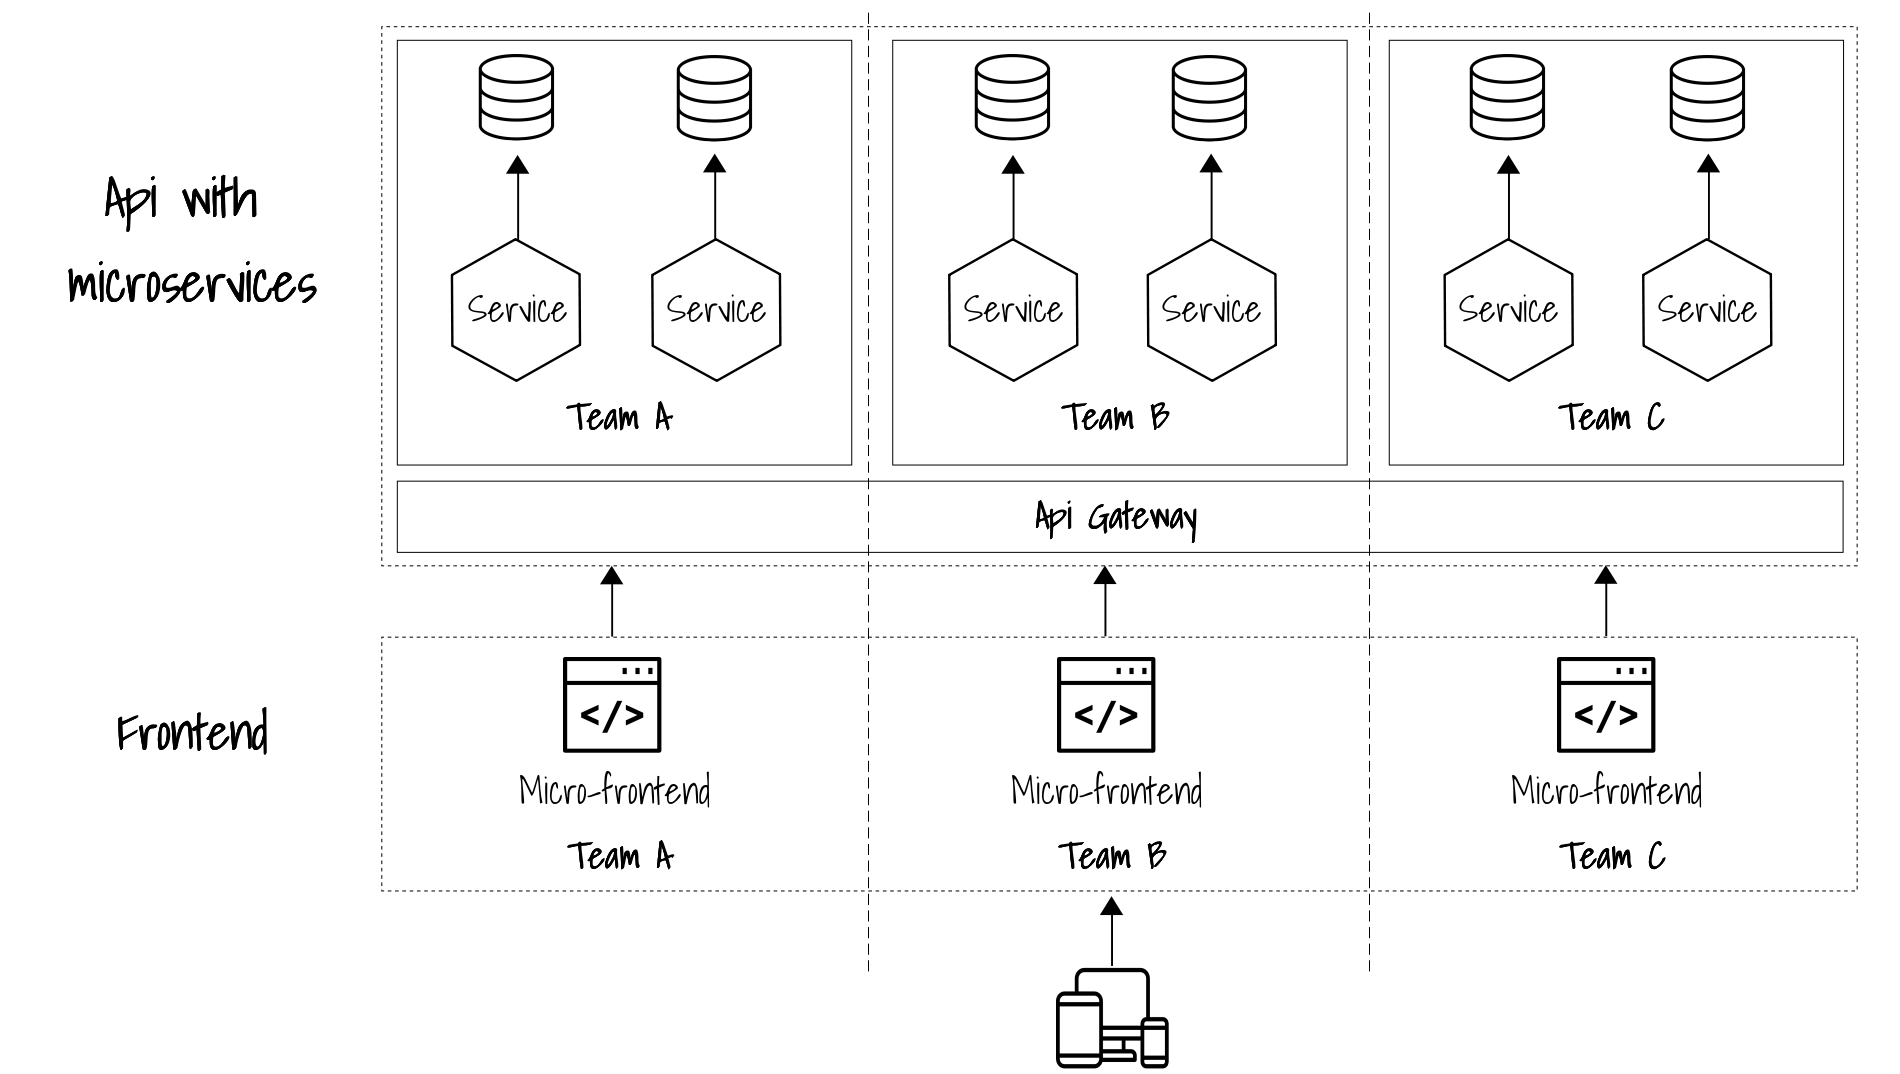 Api with
microservices
Service
Service
Service
Service
Service
Service
Team A
Team B
Team C
Api Gateway
Frontend
</>
</>
</>
Micro-frontend
Micro-frontend
Micro-frontend
Team A
Team B
Team C